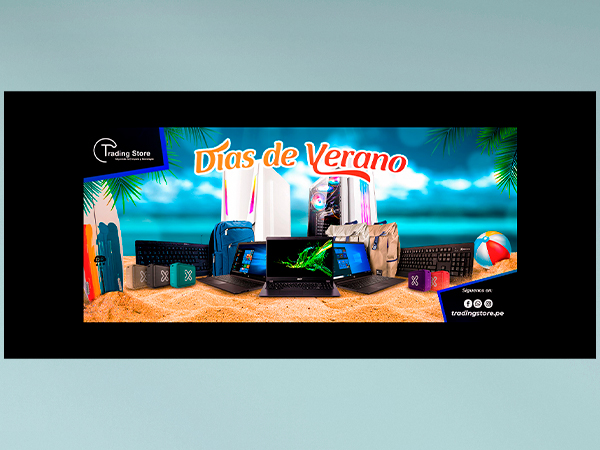 Trading Store
Días de Verano
Síguenos en:
tradingstore.pe